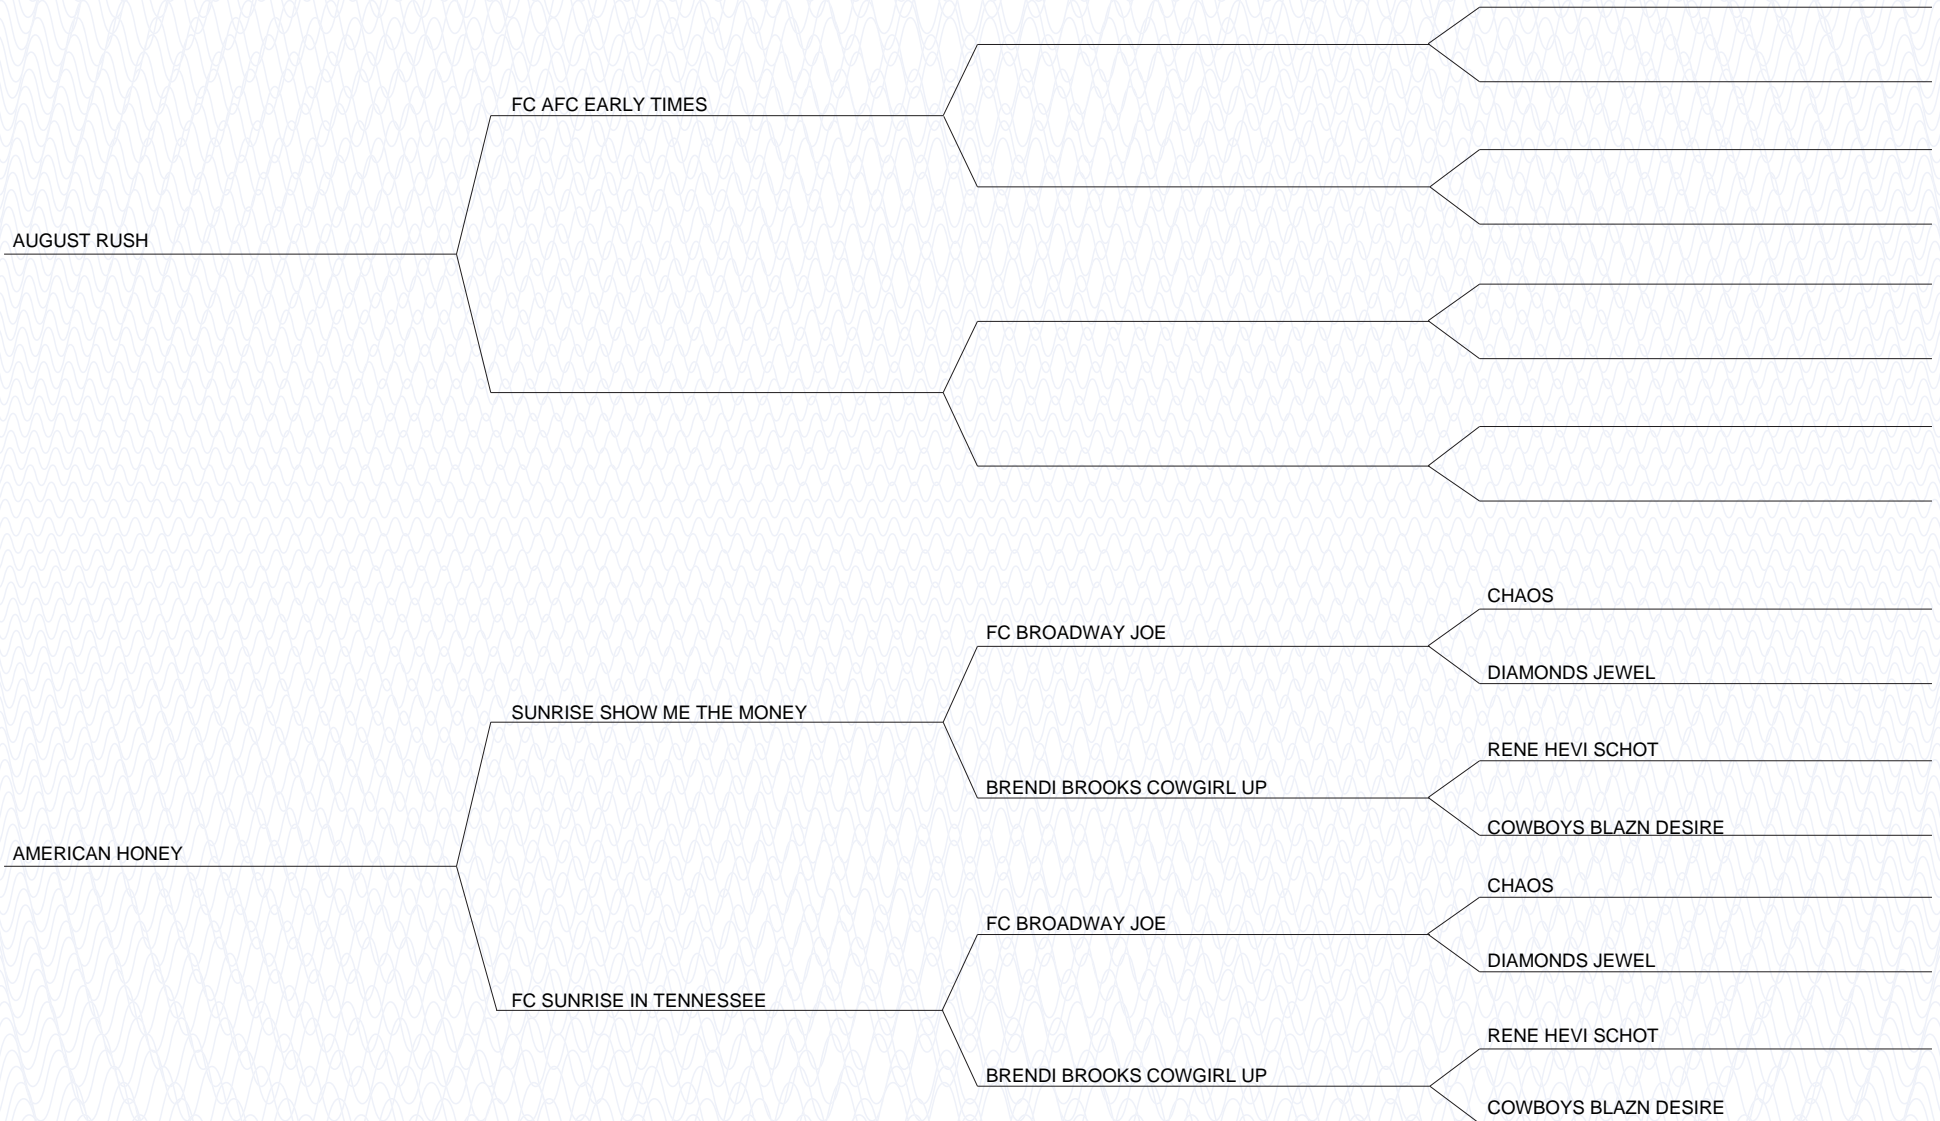 FC AFC EARLY TIMES
AUGUST RUSH
CHAOS
FC BROADWAY JOE
DIAMONDS JEWEL
SUNRISE SHOW ME THE MONEY
RENE HEVI SCHOT
BRENDI BROOKS COWGIRL UP
COWBOYS BLAZN DESIRE
AMERICAN HONEY
CHAOS
FC BROADWAY JOE
DIAMONDS JEWEL
FC SUNRISE IN TENNESSEE
RENE HEVI SCHOT
BRENDI BROOKS COWGIRL UP
COWBOYS BLAZN DESIRE